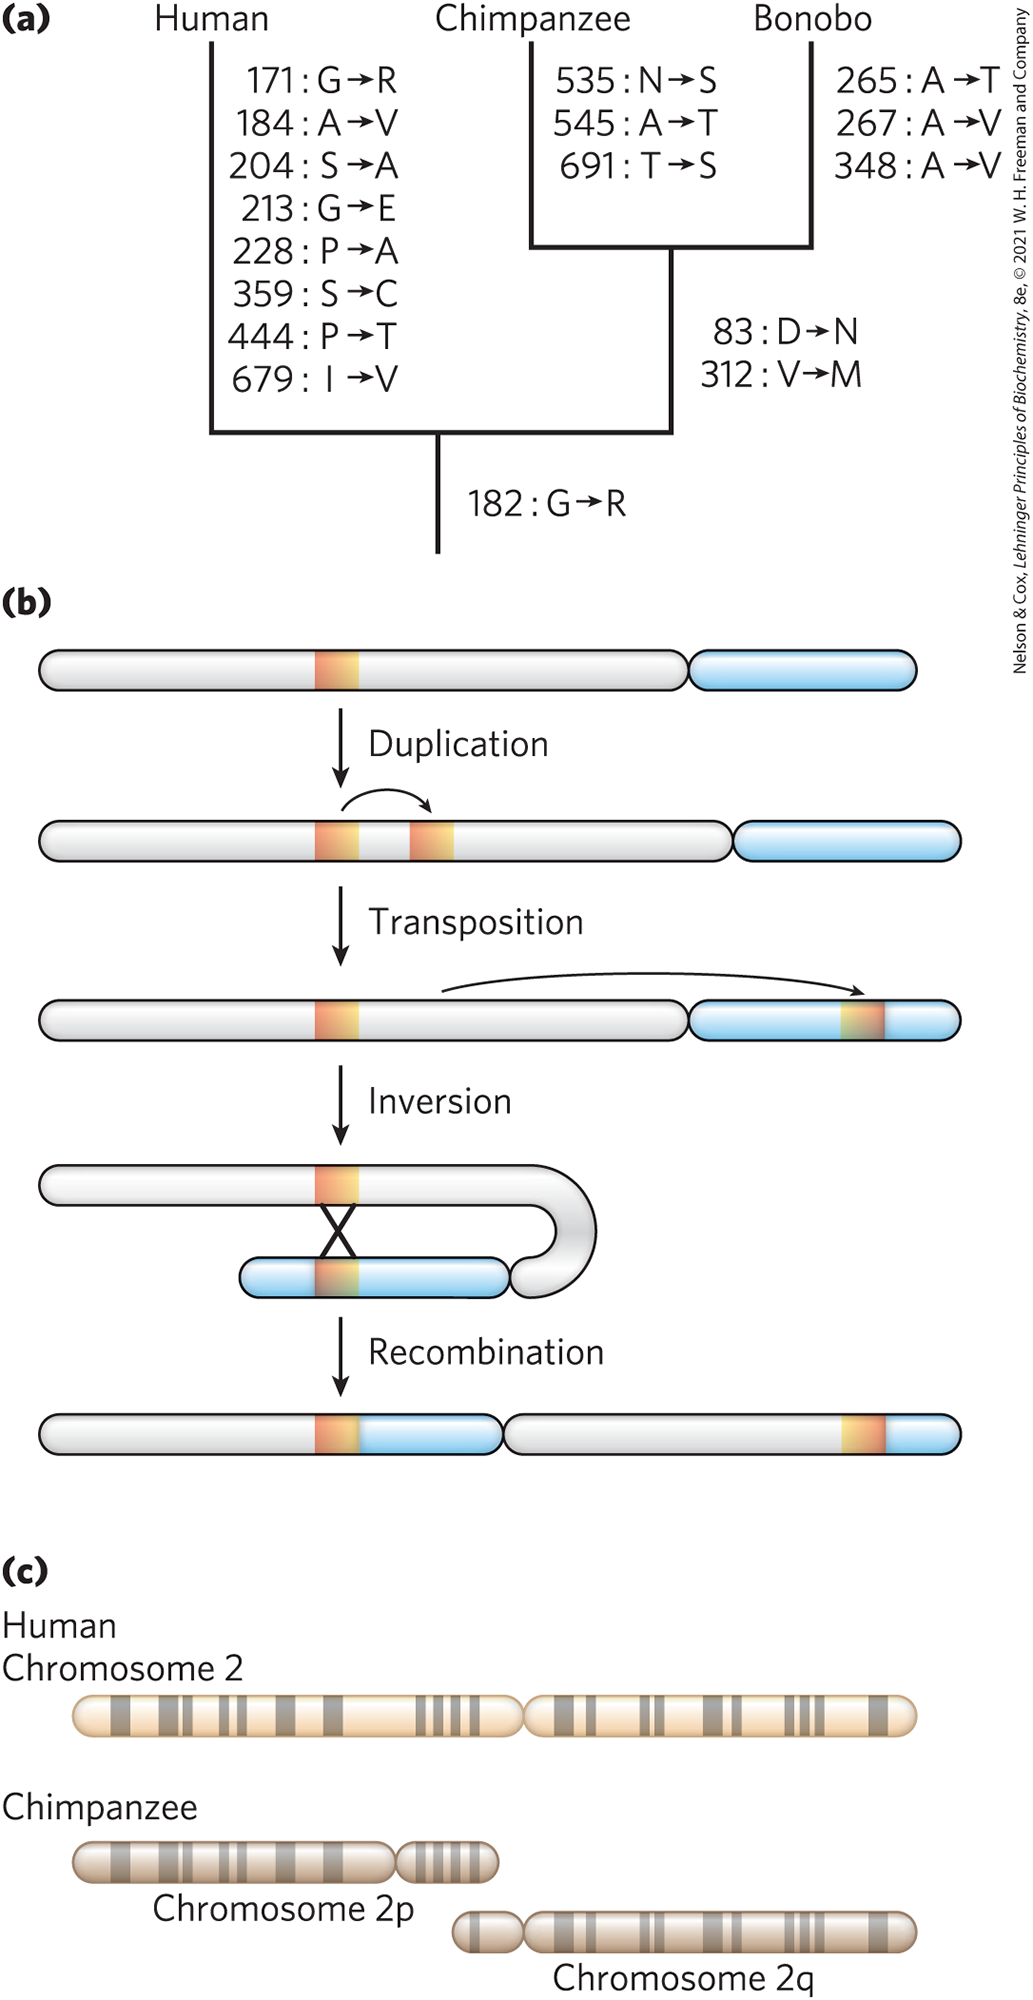 (a)
Human Chimpanzee Bonobo
171 : G→R
184 : A→V
204 : S→A
213 : G→E
228 : P→A
359 : S→C
444 : P→T
679 : I→V
535 : N→S
545 : A→T
691 : T→S
265 : A→T
267 : A→V
348 : A→V
83 : D→N
312 : V→M
182 : G→R
Nelson & Cox, Lehninger Principles of Biochemistry, 8e, © 2021 W. H. Freeman and Company
(b)
Duplication
Transposition
Inversion
Recombination
(c)
Human
Chromosome 2
Chimpanzee
Chromosome 2p
Chromosome 2q